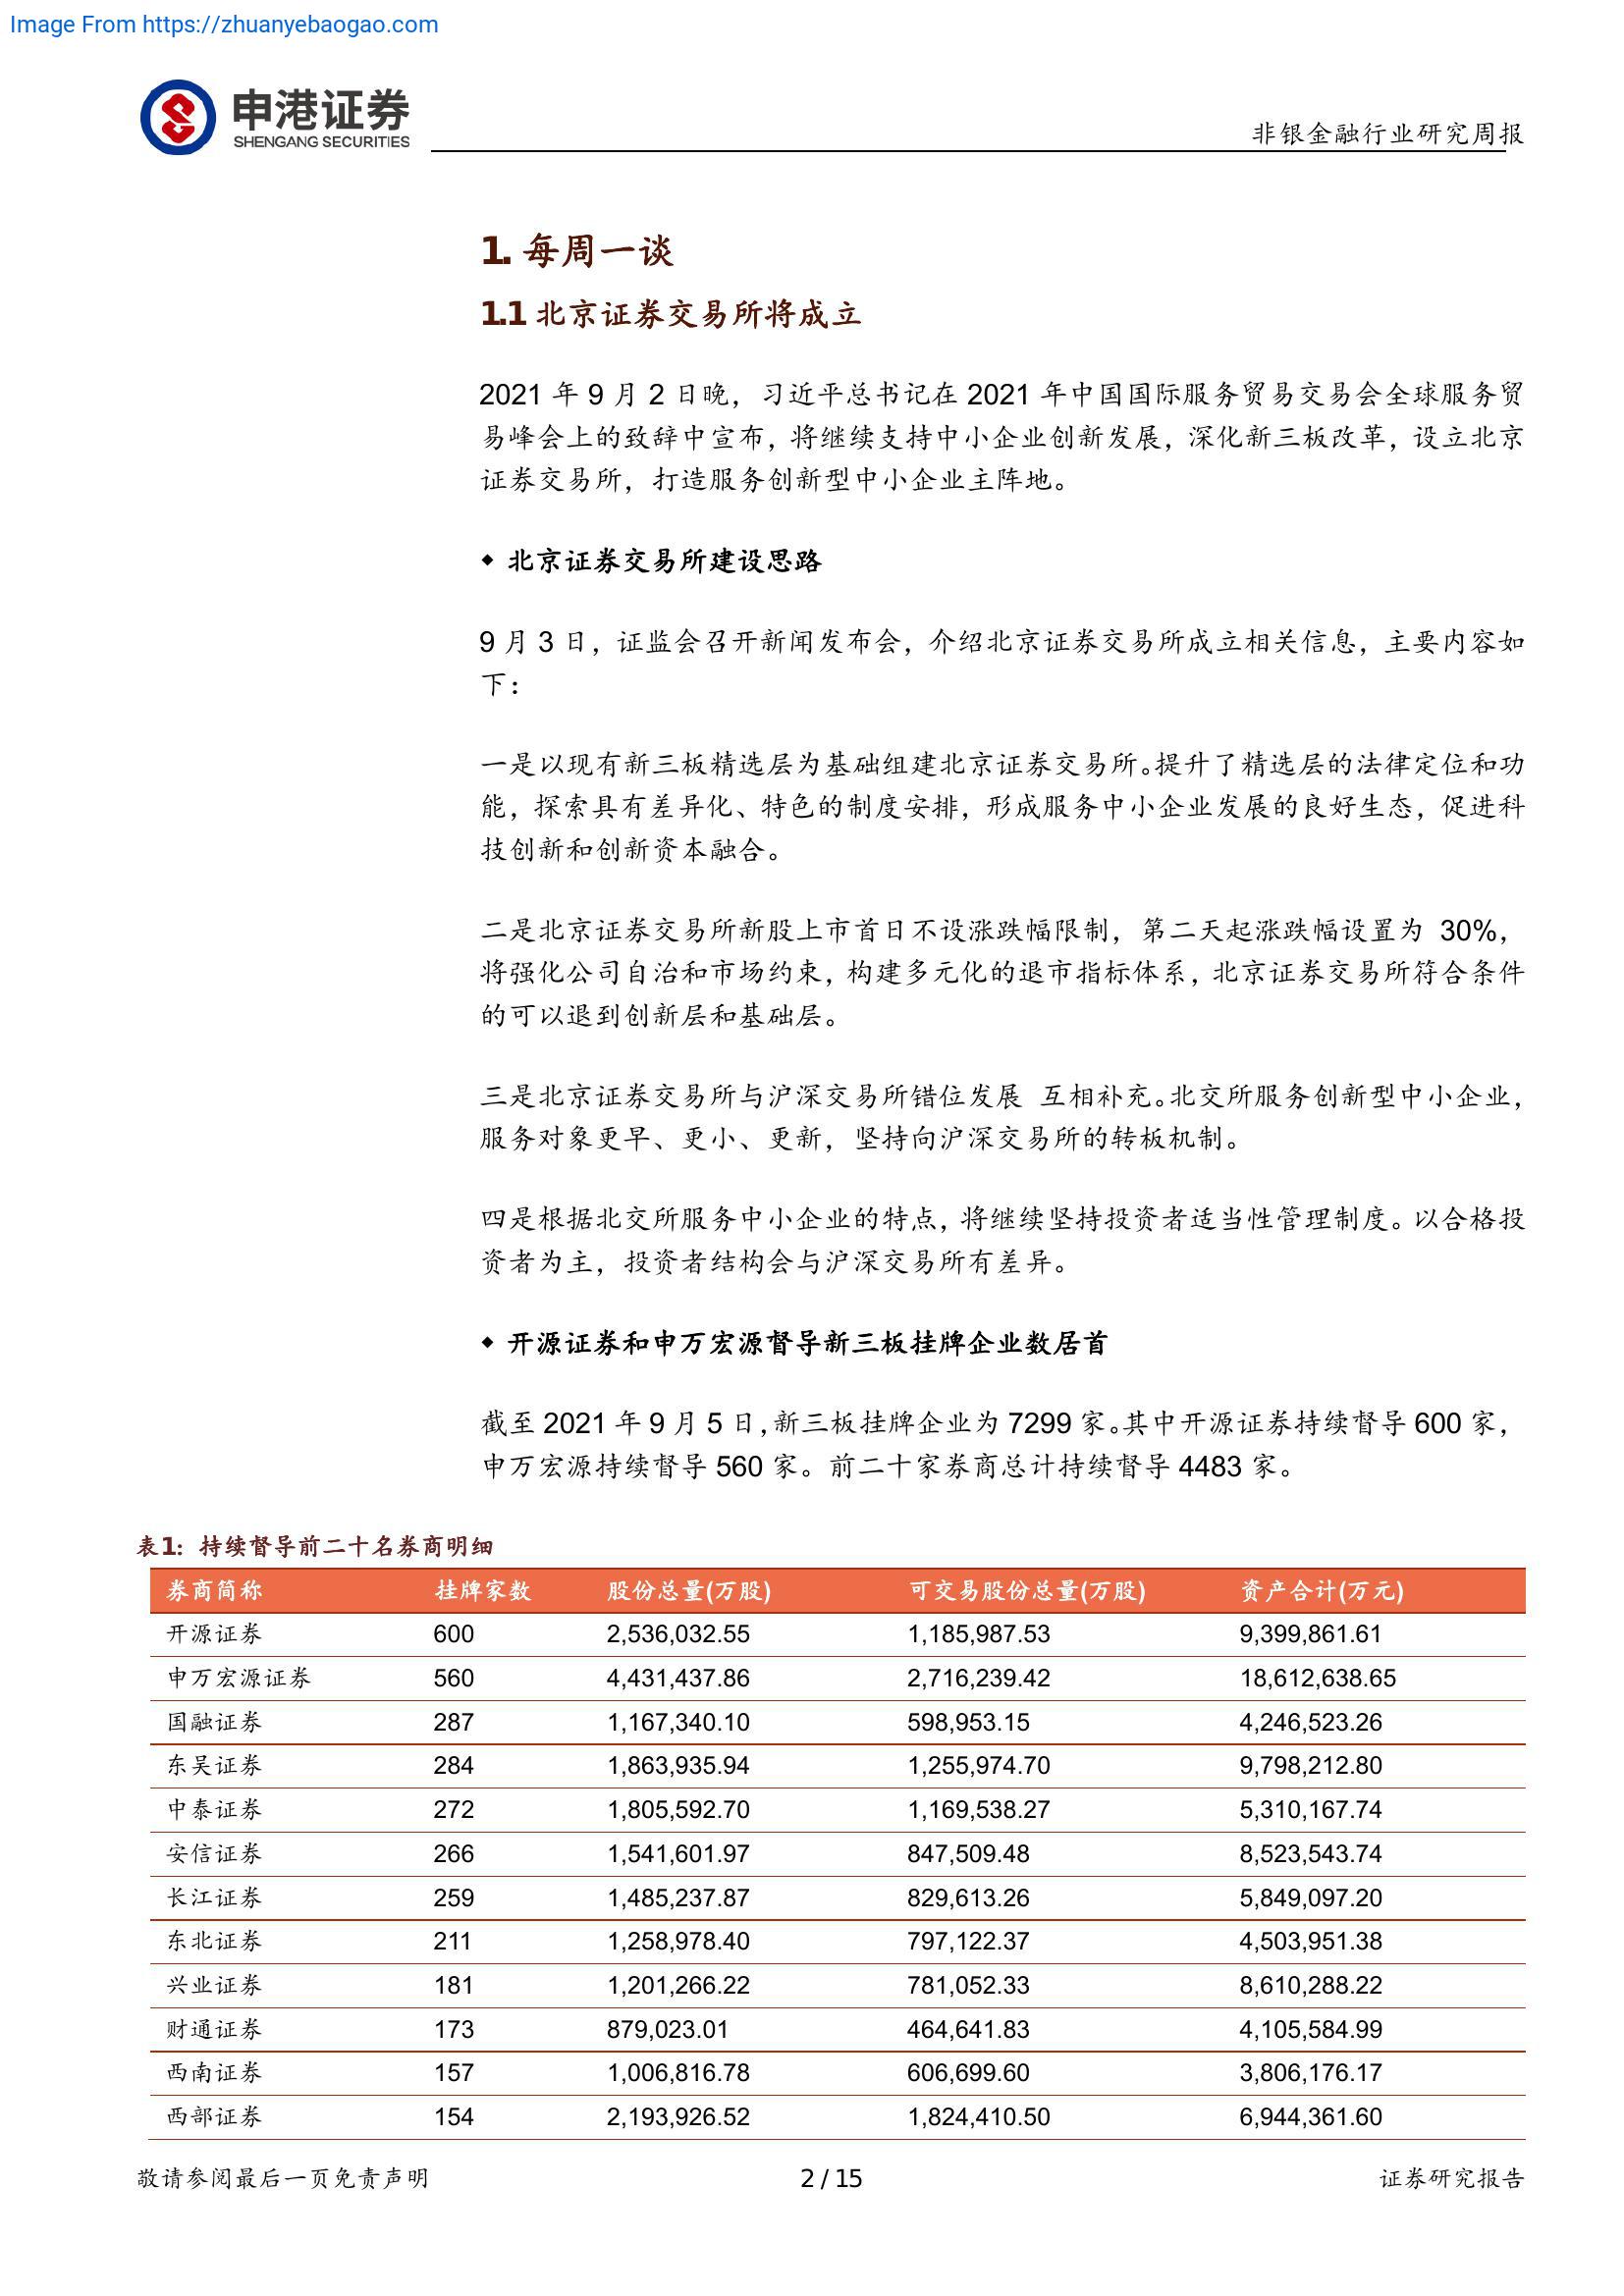 Image From https://zhuanyebaogao.com
申港证券
SHENGANG SECURITIES
非银金融行业研究周报
1. 每周一谈
1.1 北京证券交易所将成立
2021 年 9 月 2 日晚，习近平总书记在 2021 年中国国际服务贸易交易会全球服务贸
易峰会上的致辞中宣布，将继续支持中小企业创新发展，深化新三板改革，设立北京
证券交易所，打造服务创新型中小企业主阵地。
◆ 北京证券交易所建设思路
9 月 3 日，证监会召开新闻发布会，介绍北京证券交易所成立相关信息，主要内容如
下：
一是以现有新三板精选层为基础组建北京证券交易所。提升了精选层的法律定位和功
能，探索具有差异化、特色的制度安排，形成服务中小企业发展的良好生态，促进科
技创新和创新资本融合。
二是北京证券交易所新股上市首日不设涨跌幅限制，第二天起涨跌幅设置为 30%，
将强化公司自治和市场约束，构建多元化的退市指标体系，北京证券交易所符合条件
的可以退到创新层和基础层。
三是北京证券交易所与沪深交易所错位发展 互相补充。北交所服务创新型中小企业，
服务对象更早、更小、更新，坚持向沪深交易所的转板机制。
四是根据北交所服务中小企业的特点，将继续坚持投资者适当性管理制度。以合格投
资者为主，投资者结构会与沪深交易所有差异。
◆ 开源证券和申万宏源督导新三板挂牌企业数居首
截至 2021 年 9 月 5 日，新三板挂牌企业为 7299 家。其中开源证券持续督导 600 家，
申万宏源持续督导 560 家。前二十家券商总计持续督导 4483 家。
表1：持续督导前二十名券商明细
券商简称 挂牌家数 股份总量(万股) 可交易股份总量(万股) 资产合计(万元)
开源证券 600 2,536,032.55 1,185,987.53 9,399,861.61
申万宏源证券 560 4,431,437.86 2,716,239.42 18,612,638.65
国融证券 287 1,167,340.10 598,953.15 4,246,523.26
东吴证券 284 1,863,935.94 1,255,974.70 9,798,212.80
中泰证券 272 1,805,592.70 1,169,538.27 5,310,167.74
安信证券 266 1,541,601.97 847,509.48 8,523,543.74
长江证券 259 1,485,237.87 829,613.26 5,849,097.20
东北证券 211 1,258,978.40 797,122.37 4,503,951.38
兴业证券 181 1,201,266.22 781,052.33 8,610,288.22
财通证券 173 879,023.01 464,641.83 4,105,584.99
西南证券 157 1,006,816.78 606,699.60 3,806,176.17
西部证券 154 2,193,926.52 1,824,410.50 6,944,361.60
敬请参阅最后一页免责声明 2 / 15 证券研究报告